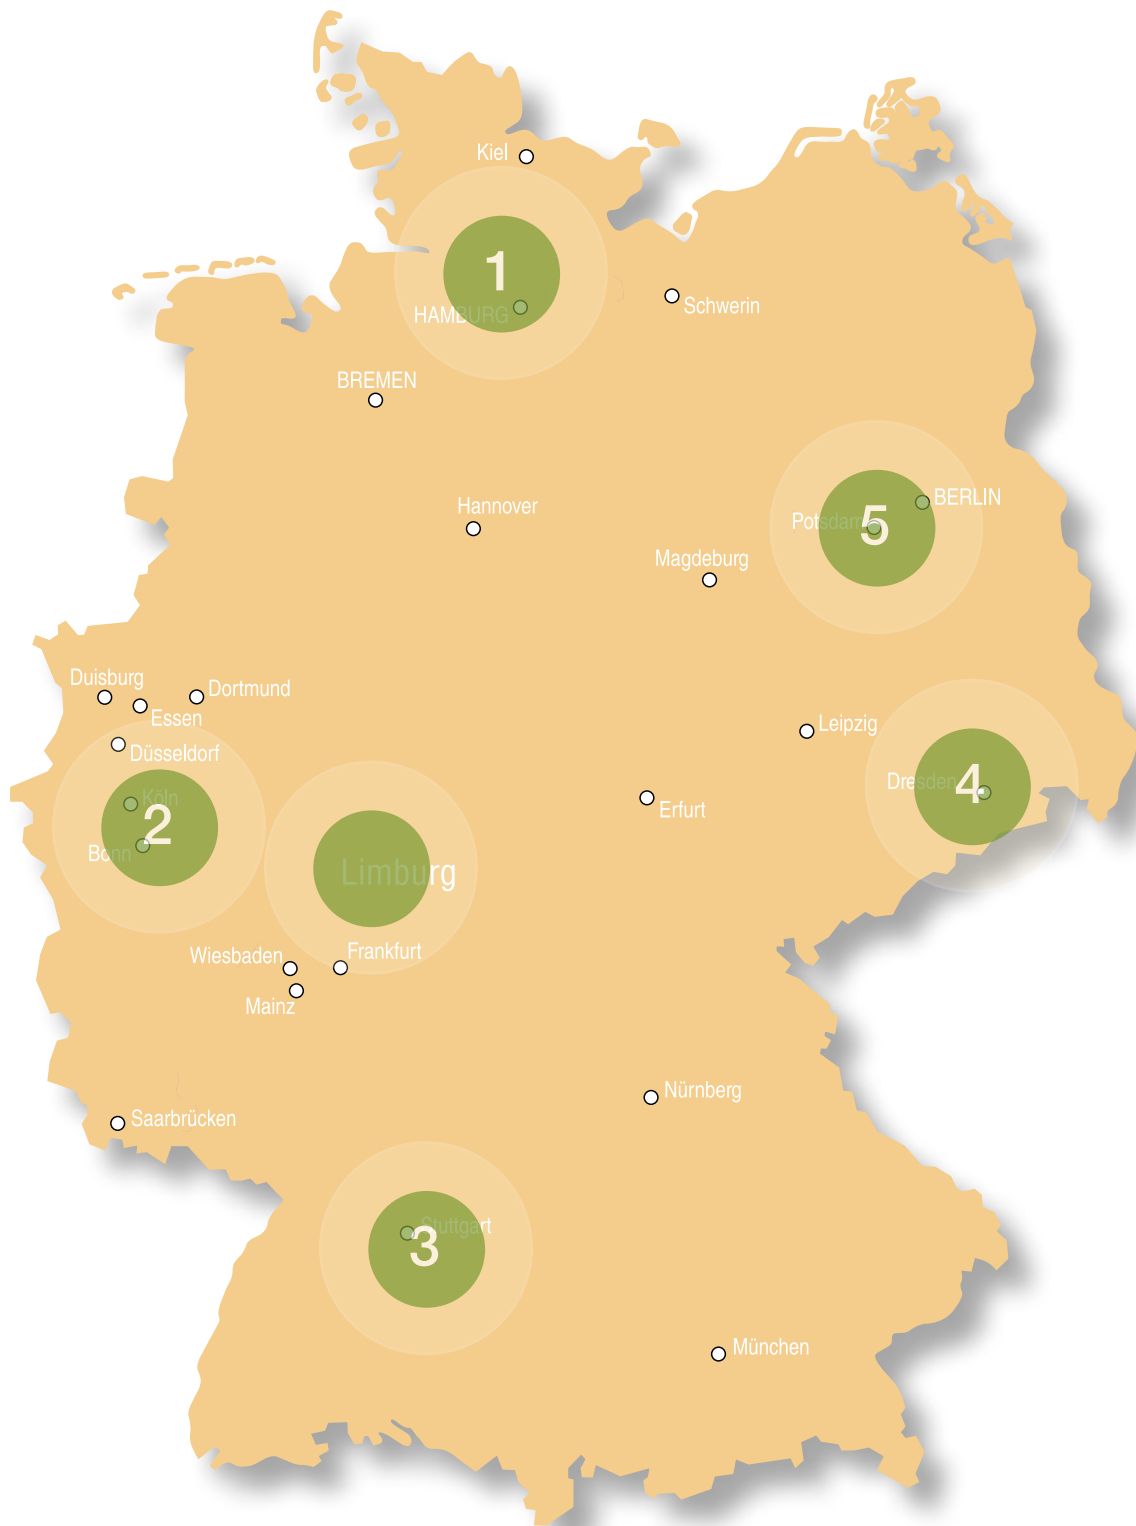 Kiel
1
HAMBURG
Schwerin
BREMEN
Hannover
BERLIN
Potsdam
5
Magdeburg
Duisburg
Dortmund
Essen
Düsseldorf
Leipzig
Dresden
4
Köln
2
Bonn
Erfurt
Limburg
Wiesbaden
Frankfurt
Mainz
Nürnberg
Saarbrücken
Stuttgart
3
München